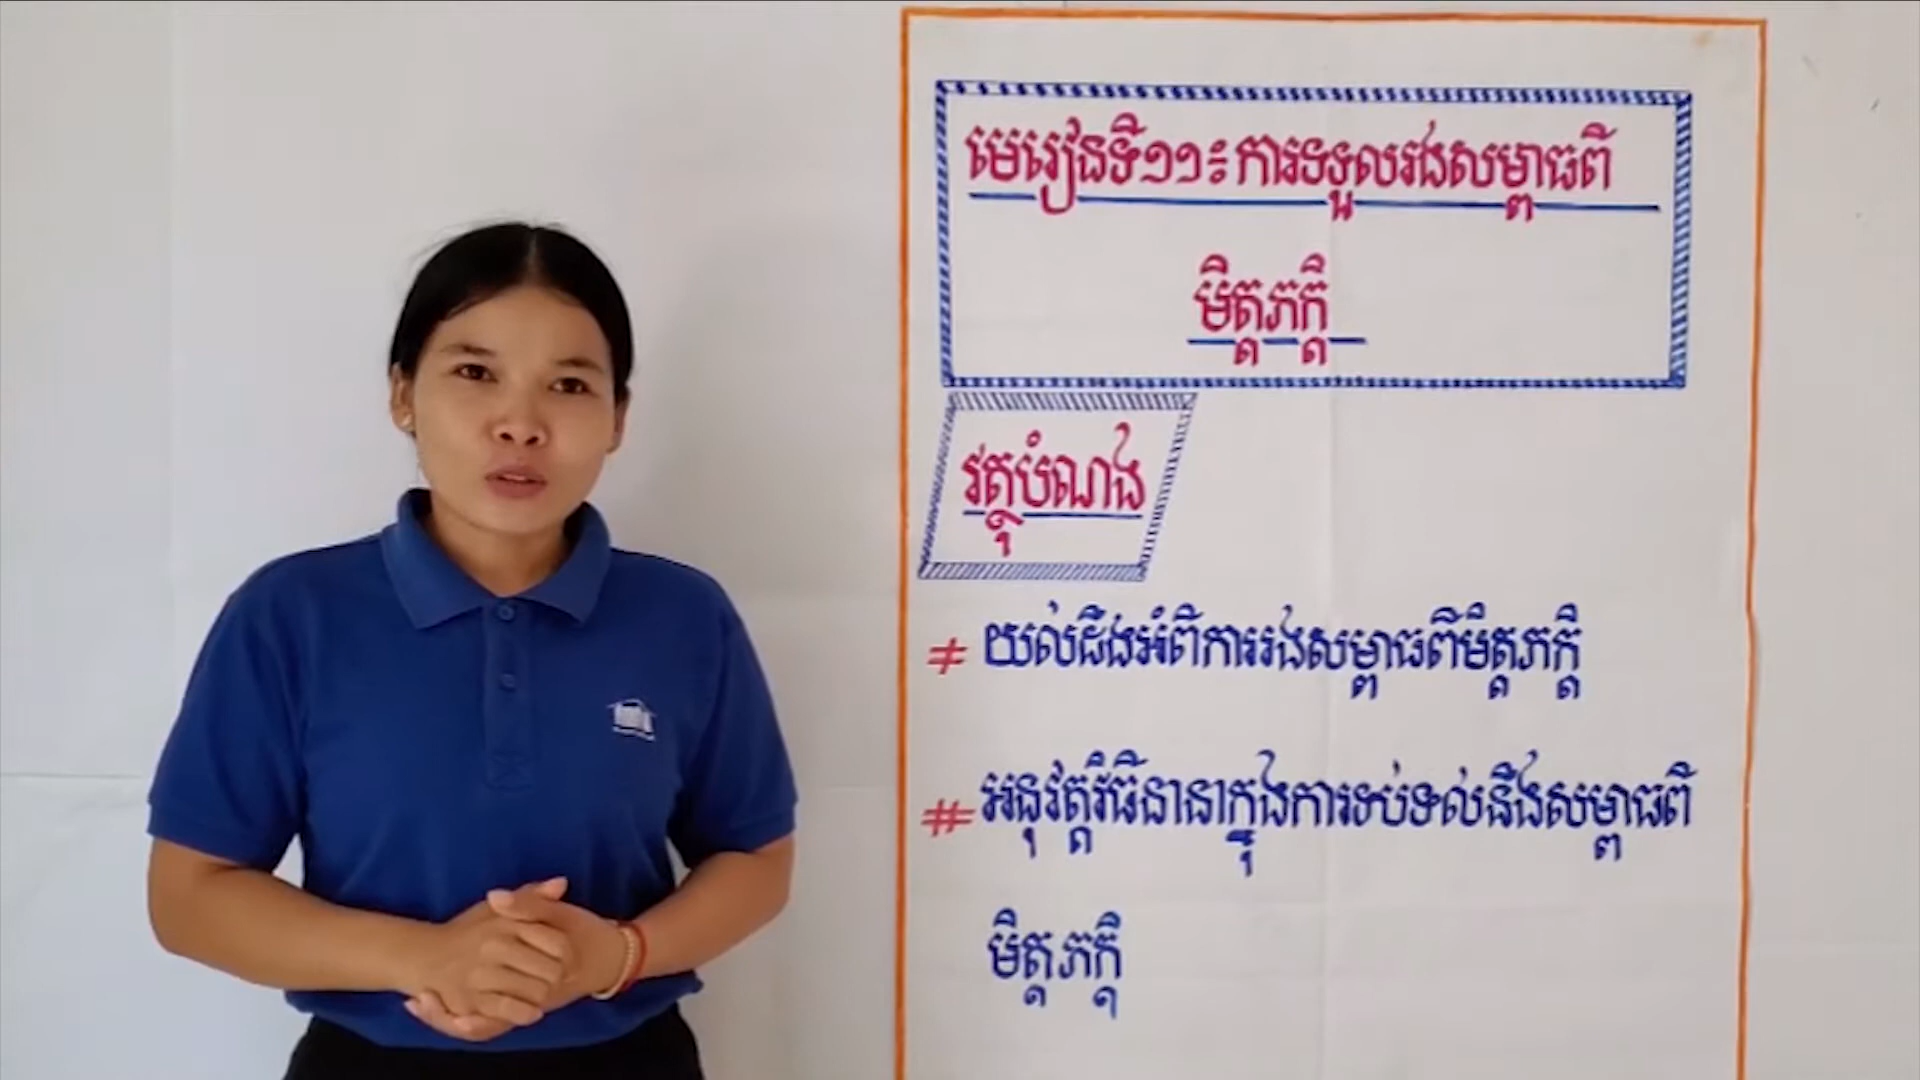 មេរៀនទី១១៖ការទទួលរងសម្ពាធពី
មិត្តភក្តិ
វត្ថុបំណង
យល់ដឹងអំពីការរងសម្ពាធពីមិត្តភក្តិ
អនុវត្តវិធីនានាក្នុងការទប់ទល់នឹងសម្ពាធពី
មិត្តភក្តិ